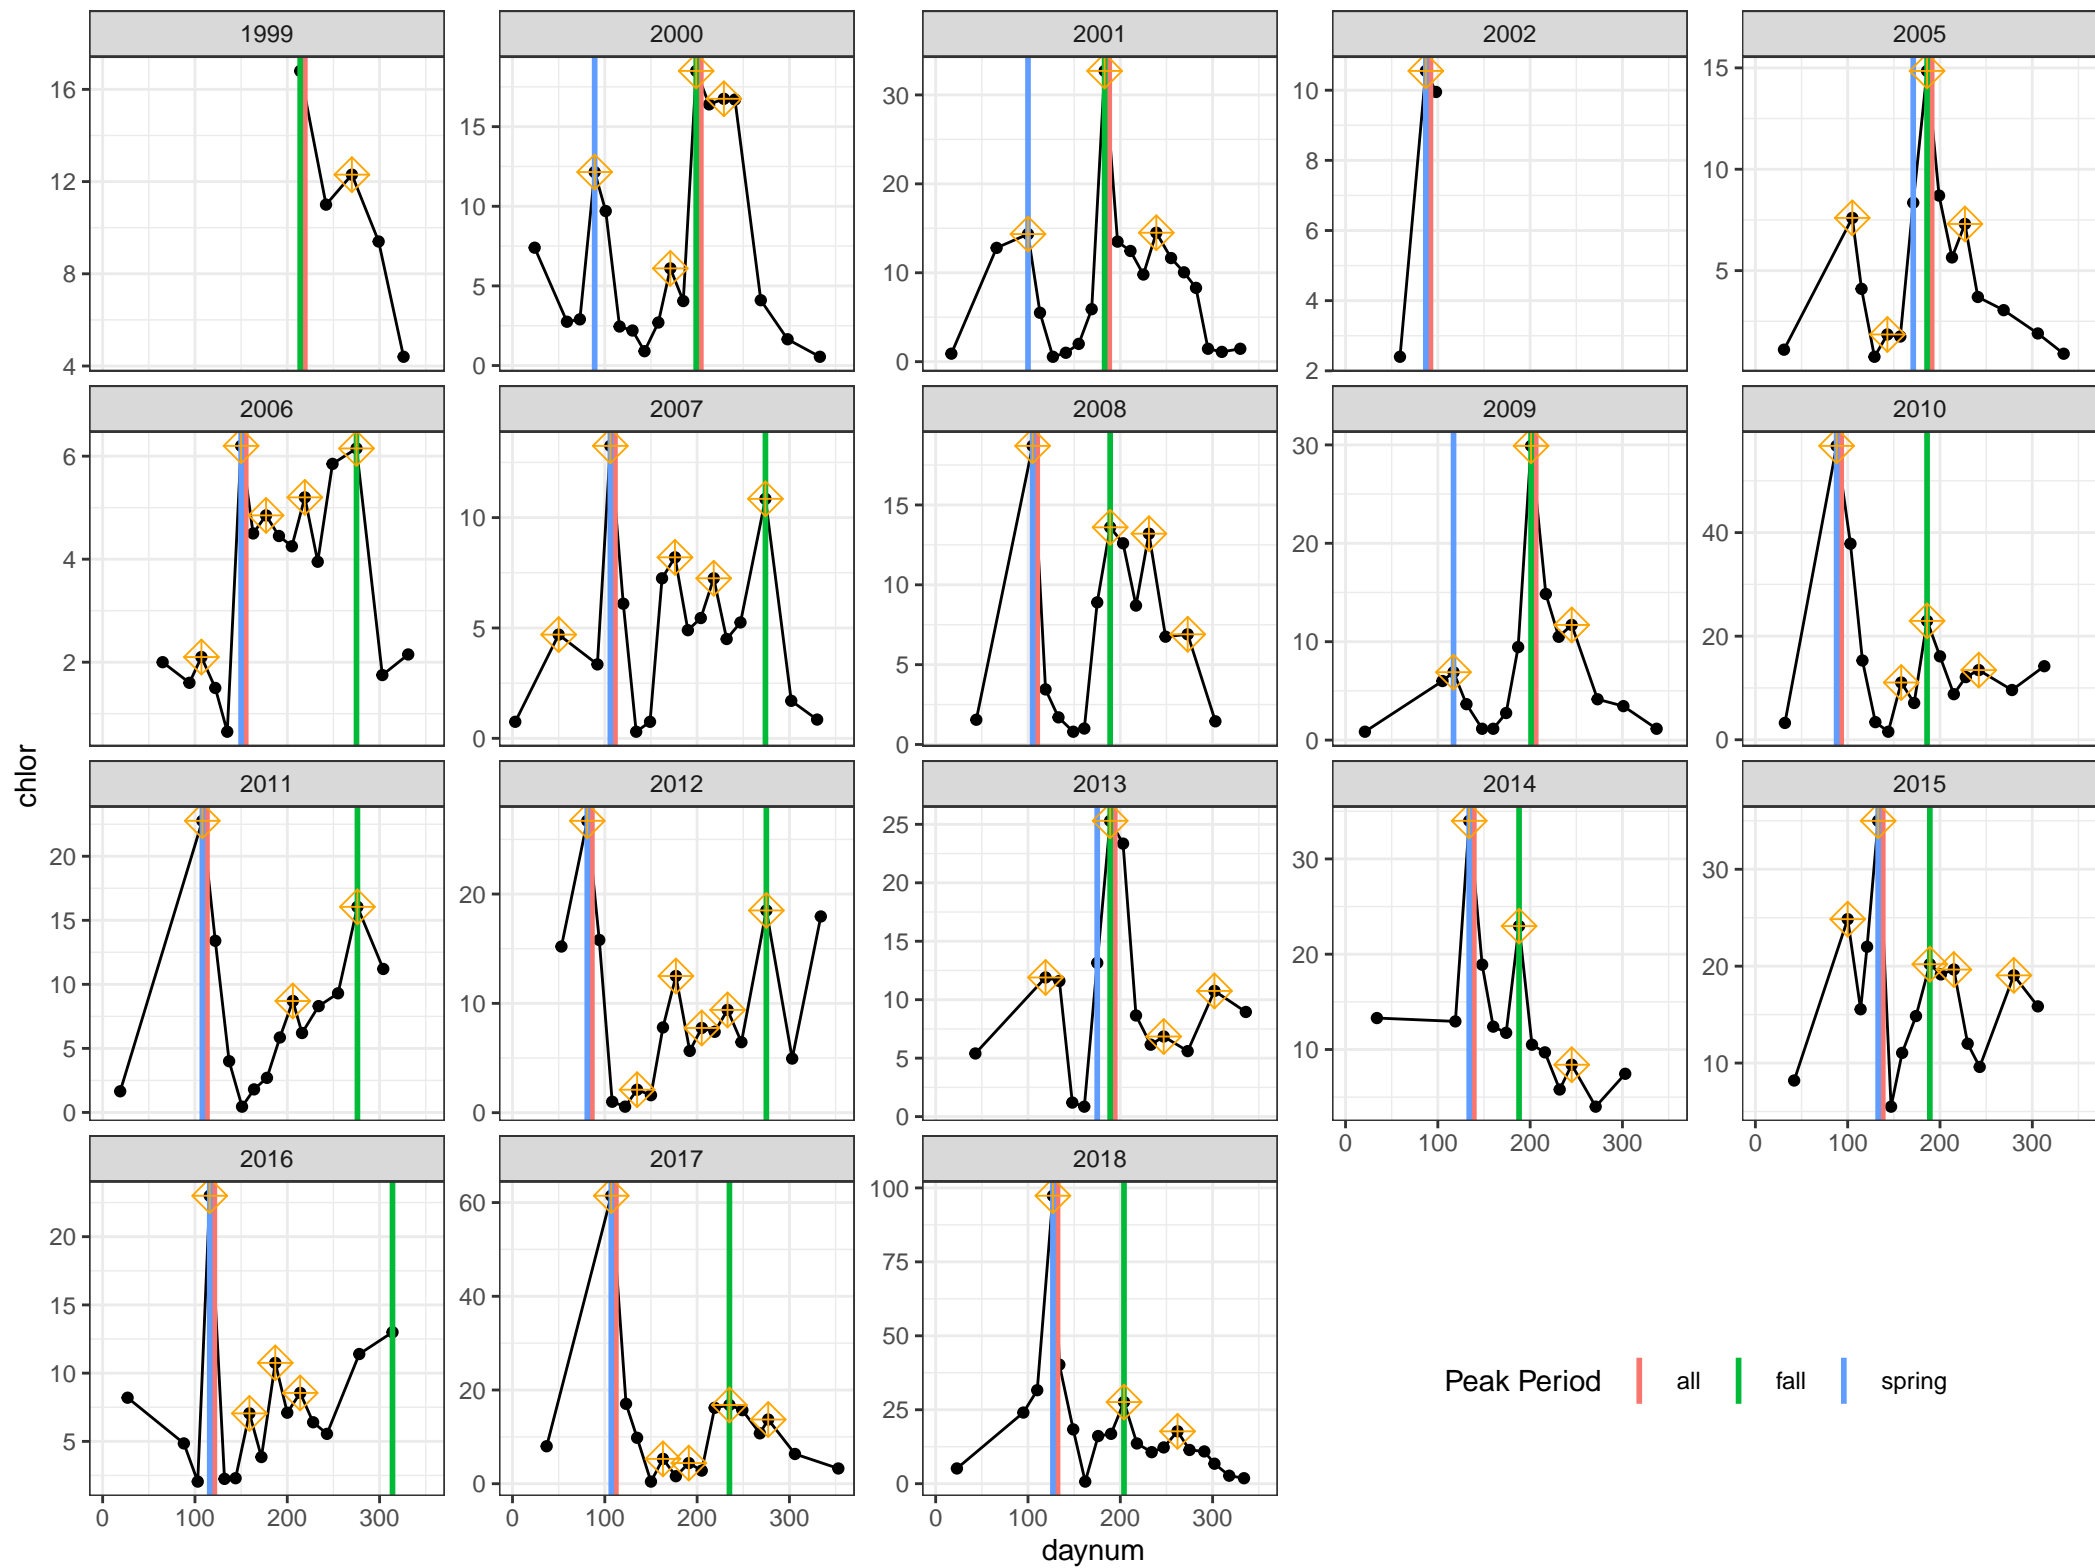 1999 2000 2001 2002 2005
16 12 8 4
15 10 5 0
30 20 10 0
10 8 6 4 2
15 10 5
2006 2007 2008 2009 2010
6 4 2
10 5 0
15 10 5 0
30 20 10 0
40 20 0
chlor
2011 2012 2013 2014 2015
20 15 10 5 0
20 10 0
25 20 15 10 5 0
30 20 10
30 20 10
0 100 200 300
0 100 200 300
2016 2017 2018
20 15 10 5
60 40 20 0
100 75 50 25 0
Peak Period all fall spring
0 100 200 300
0 100 200 300
0 100 200 300
daynum